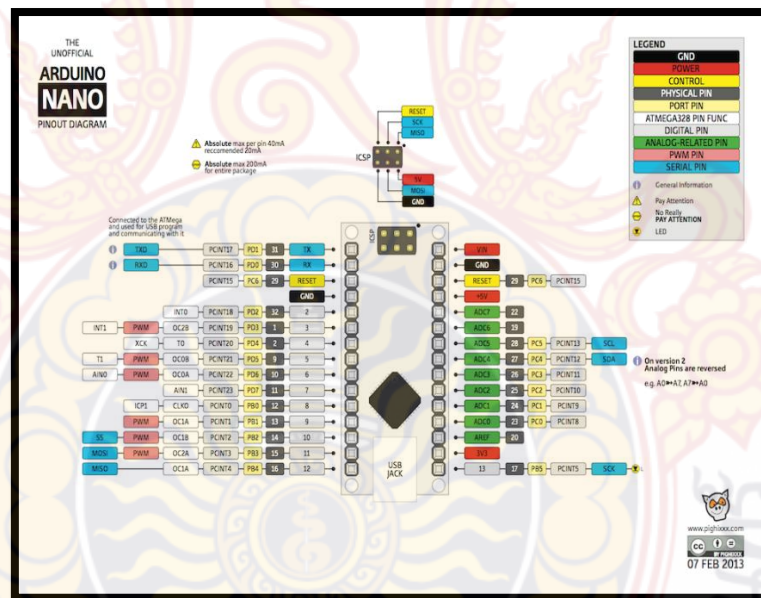 THE
UNOFFICIAL
ARDUINO
NANO
PINOUT DIAGRAM
LEGEND
GND
POWER
CONTROL
PHYSICAL PIN
PORT PIN
ATMEGA328 PIN FUNC
DIGITAL PIN
ANALOG-RELATED PIN
PWM PIN
SERIAL PIN
General Information
Pay Attention
No Really
PAY ATTENTION
LED
Absolute max per pin 40mA
reccomended 20mA
Absolute max 200mA
for entire package
RESET
SCK
MISO
ICSP
5V
MOSI
GND
Connected to the ATMega
and used for USB program
and communicating with it
TXD PCINT17 PD1 31 TX
RXD PCINT16 PD0 30 RX
PCINT15 PC6 29 RESET
GND
INT0 PCINT18 PD2 32 2
INT1 PWM OC2B PCINT19 PD3 1 3
XCK T0 PCINT20 PD4 2 4
T1 PWM OC0B PCINT21 PD5 9 5
AIN0 PWM OC0A PCINT22 PD6 10 6
AIN1 PCINT23 PD7 11 7
ICP1 CLKO PCINT0 PB0 12 8
PWM OC1A PCINT1 PB1 13 9
SS PWM OC1B PCINT2 PB2 14 10
MOSI PWM OC2A PCINT3 PB3 15 11
MISO OC1A PCINT4 PB4 16 12
ICSP
USB
JACK
VIN
GND
RESET 29 PC6 PCINT15
+5V
ADC7 22
ADC6 19
ADC5 28 PC5 PCINT13 SCL
ADC4 27 PC4 PCINT12 SDA
ADC3 26 PC3 PCINT11
ADC2 25 PC2 PCINT10
ADC1 24 PC1 PCINT9
ADC0 23 PC0 PCINT8
AREF 20
3V3
13 17 PB5 PCINT5 SCK
On version 2
Analog Pins are reversed
e.g. A0 A7, A7 A0
www.pighixxx.com
cc
BY PIGHIXXX
07 FEB 2013